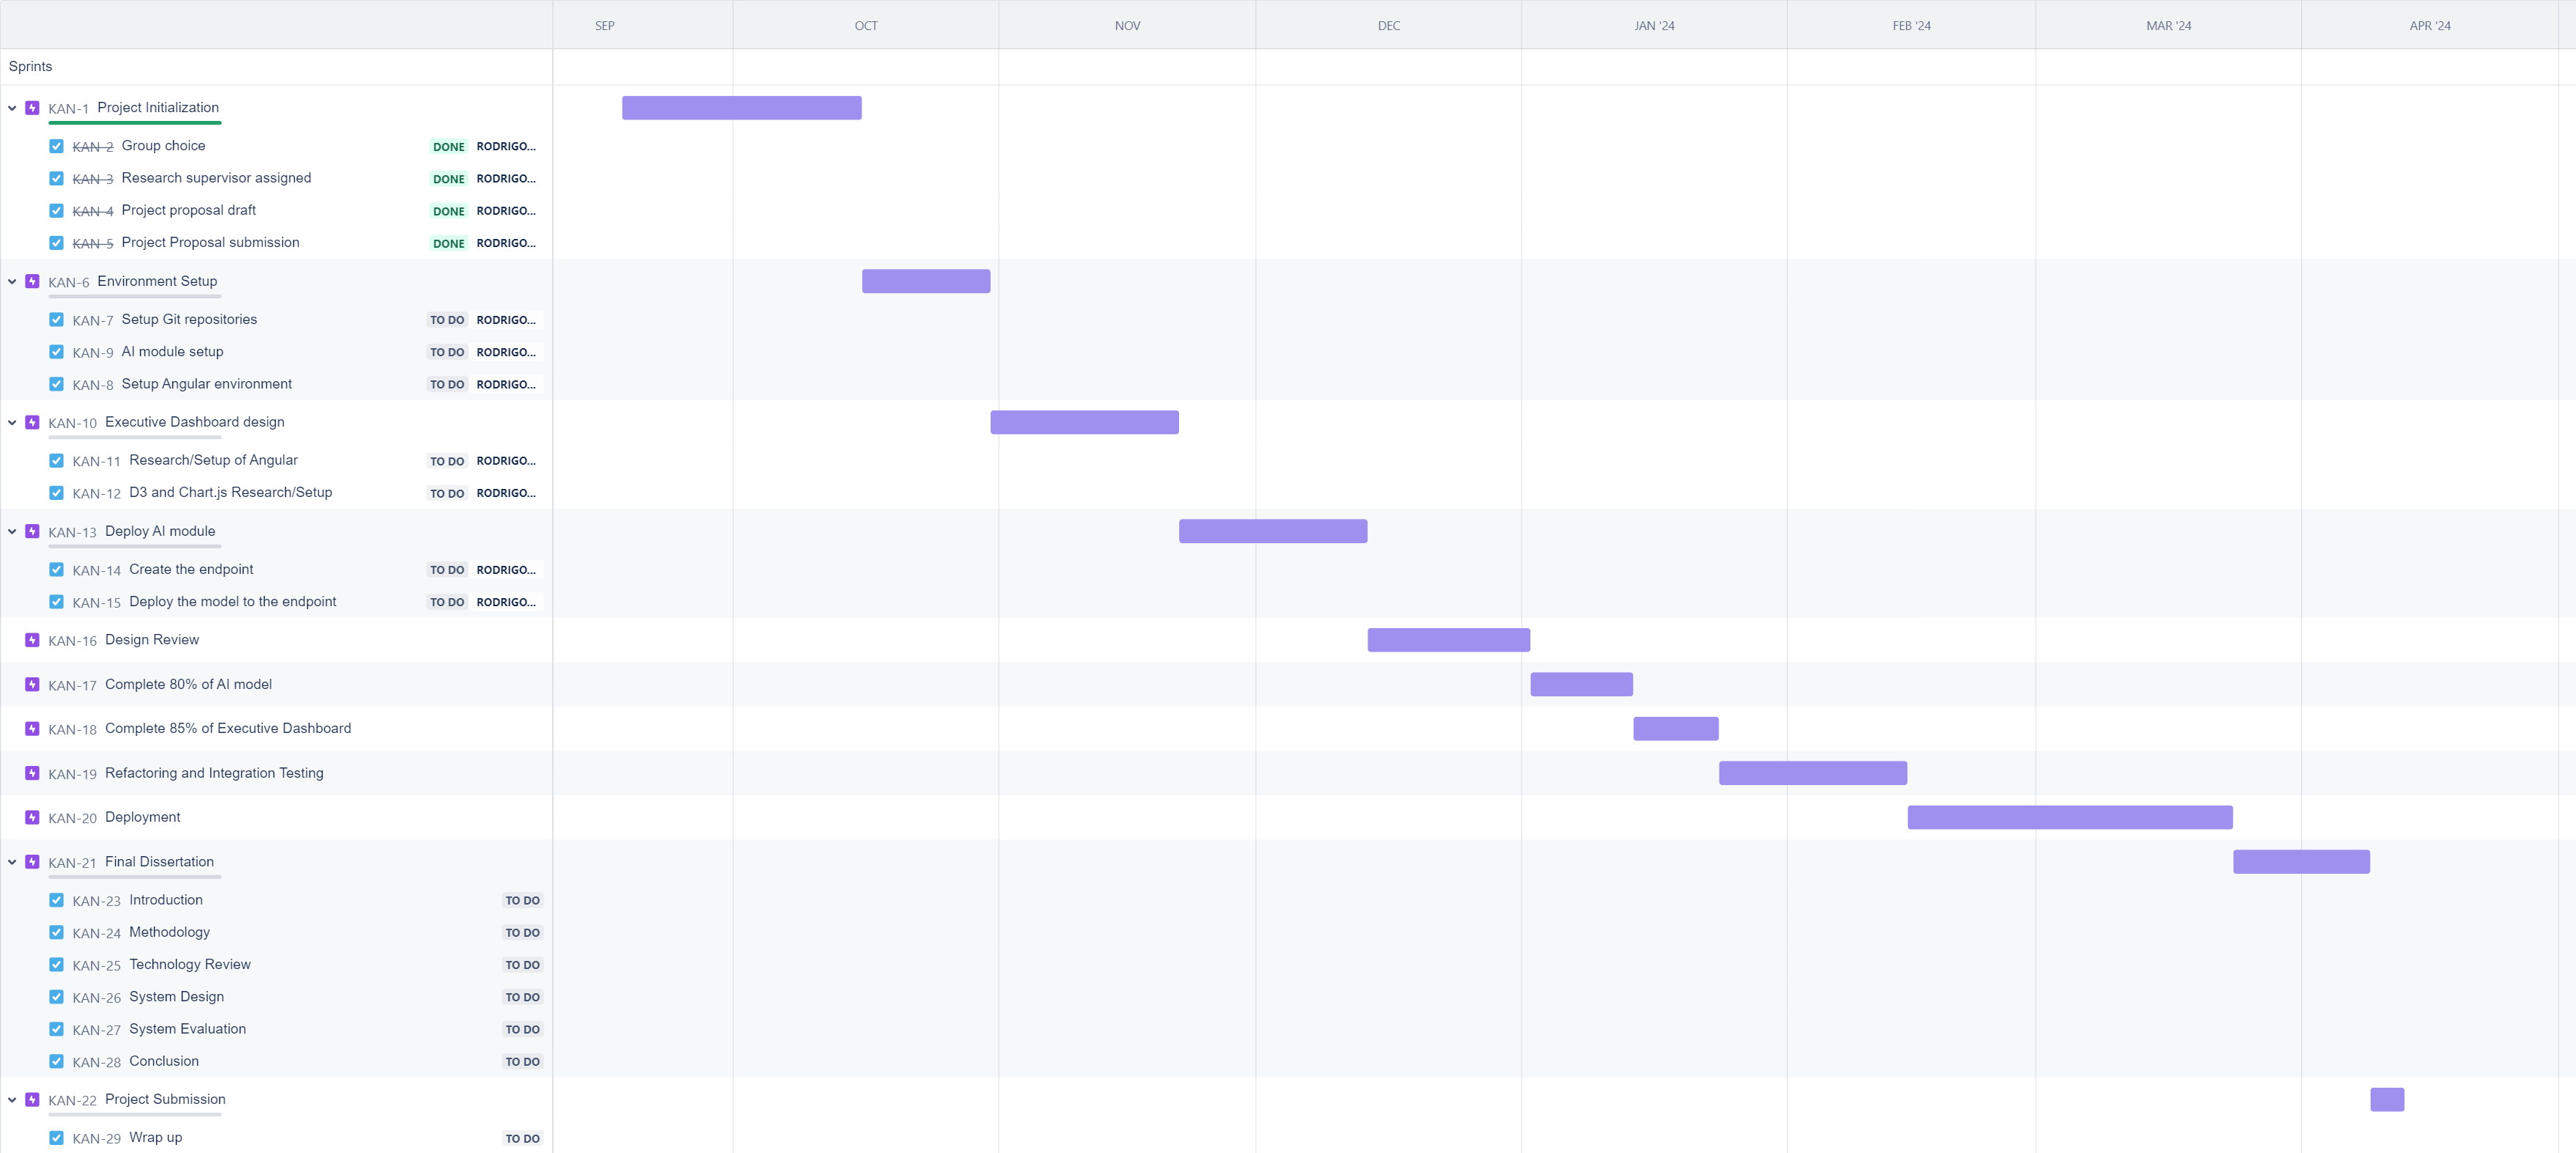 SEP OCT NOV DEC JAN '24 FEB '24 MAR '24 APR '24
Sprints
KAN-1 Project Initialization
KAN-2 Group choice DONE RODRIGO...
KAN-3 Research supervisor assigned DONE RODRIGO...
KAN-4 Project proposal draft DONE RODRIGO...
KAN-5 Project Proposal submission DONE RODRIGO...
KAN-6 Environment Setup
KAN-7 Setup Git repositories TO DO RODRIGO...
KAN-9 AI module setup TO DO RODRIGO...
KAN-8 Setup Angular environment TO DO RODRIGO...
KAN-10 Executive Dashboard design
KAN-11 Research/Setup of Angular TO DO RODRIGO...
KAN-12 D3 and Chart.js Research/Setup TO DO RODRIGO...
KAN-13 Deploy AI module
KAN-14 Create the endpoint TO DO RODRIGO...
KAN-15 Deploy the model to the endpoint TO DO RODRIGO...
KAN-16 Design Review
KAN-17 Complete 80% of AI model
KAN-18 Complete 85% of Executive Dashboard
KAN-19 Refactoring and Integration Testing
KAN-20 Deployment
KAN-21 Final Dissertation
KAN-23 Introduction TO DO
KAN-24 Methodology TO DO
KAN-25 Technology Review TO DO
KAN-26 System Design TO DO
KAN-27 System Evaluation TO DO
KAN-28 Conclusion TO DO
KAN-22 Project Submission
KAN-29 Wrap up TO DO